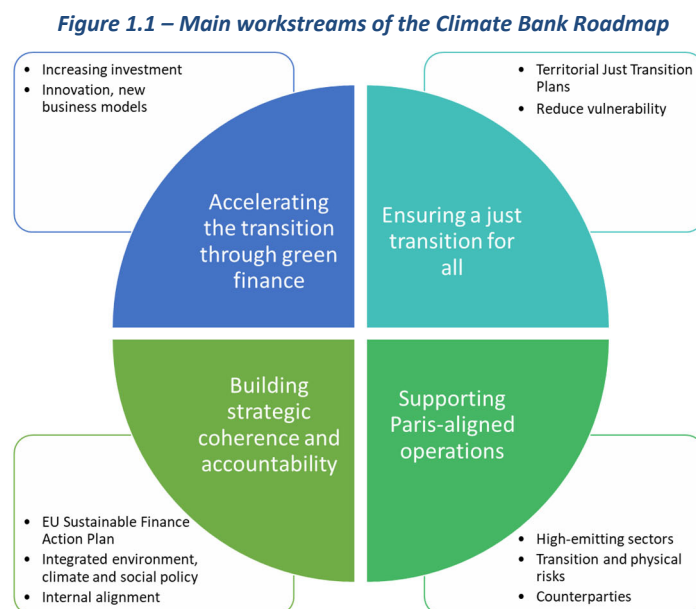 Figure 1.1 – Main workstreams of the Climate Bank Roadmap
• Increasing investment
• Innovation, new
business models
• Territorial Just Transition
Plans
• Reduce vulnerability
Accelerating
the transition
through green
finance
Ensuring a just
transition for
all
Building
strategic
coherence and
accountability
Supporting
Paris-aligned
operations
• EU Sustainable Finance
Action Plan
• Integrated environment,
climate and social policy
• Internal alignment
• High-emitting sectors
• Transition and physical
risks
• Counterparties